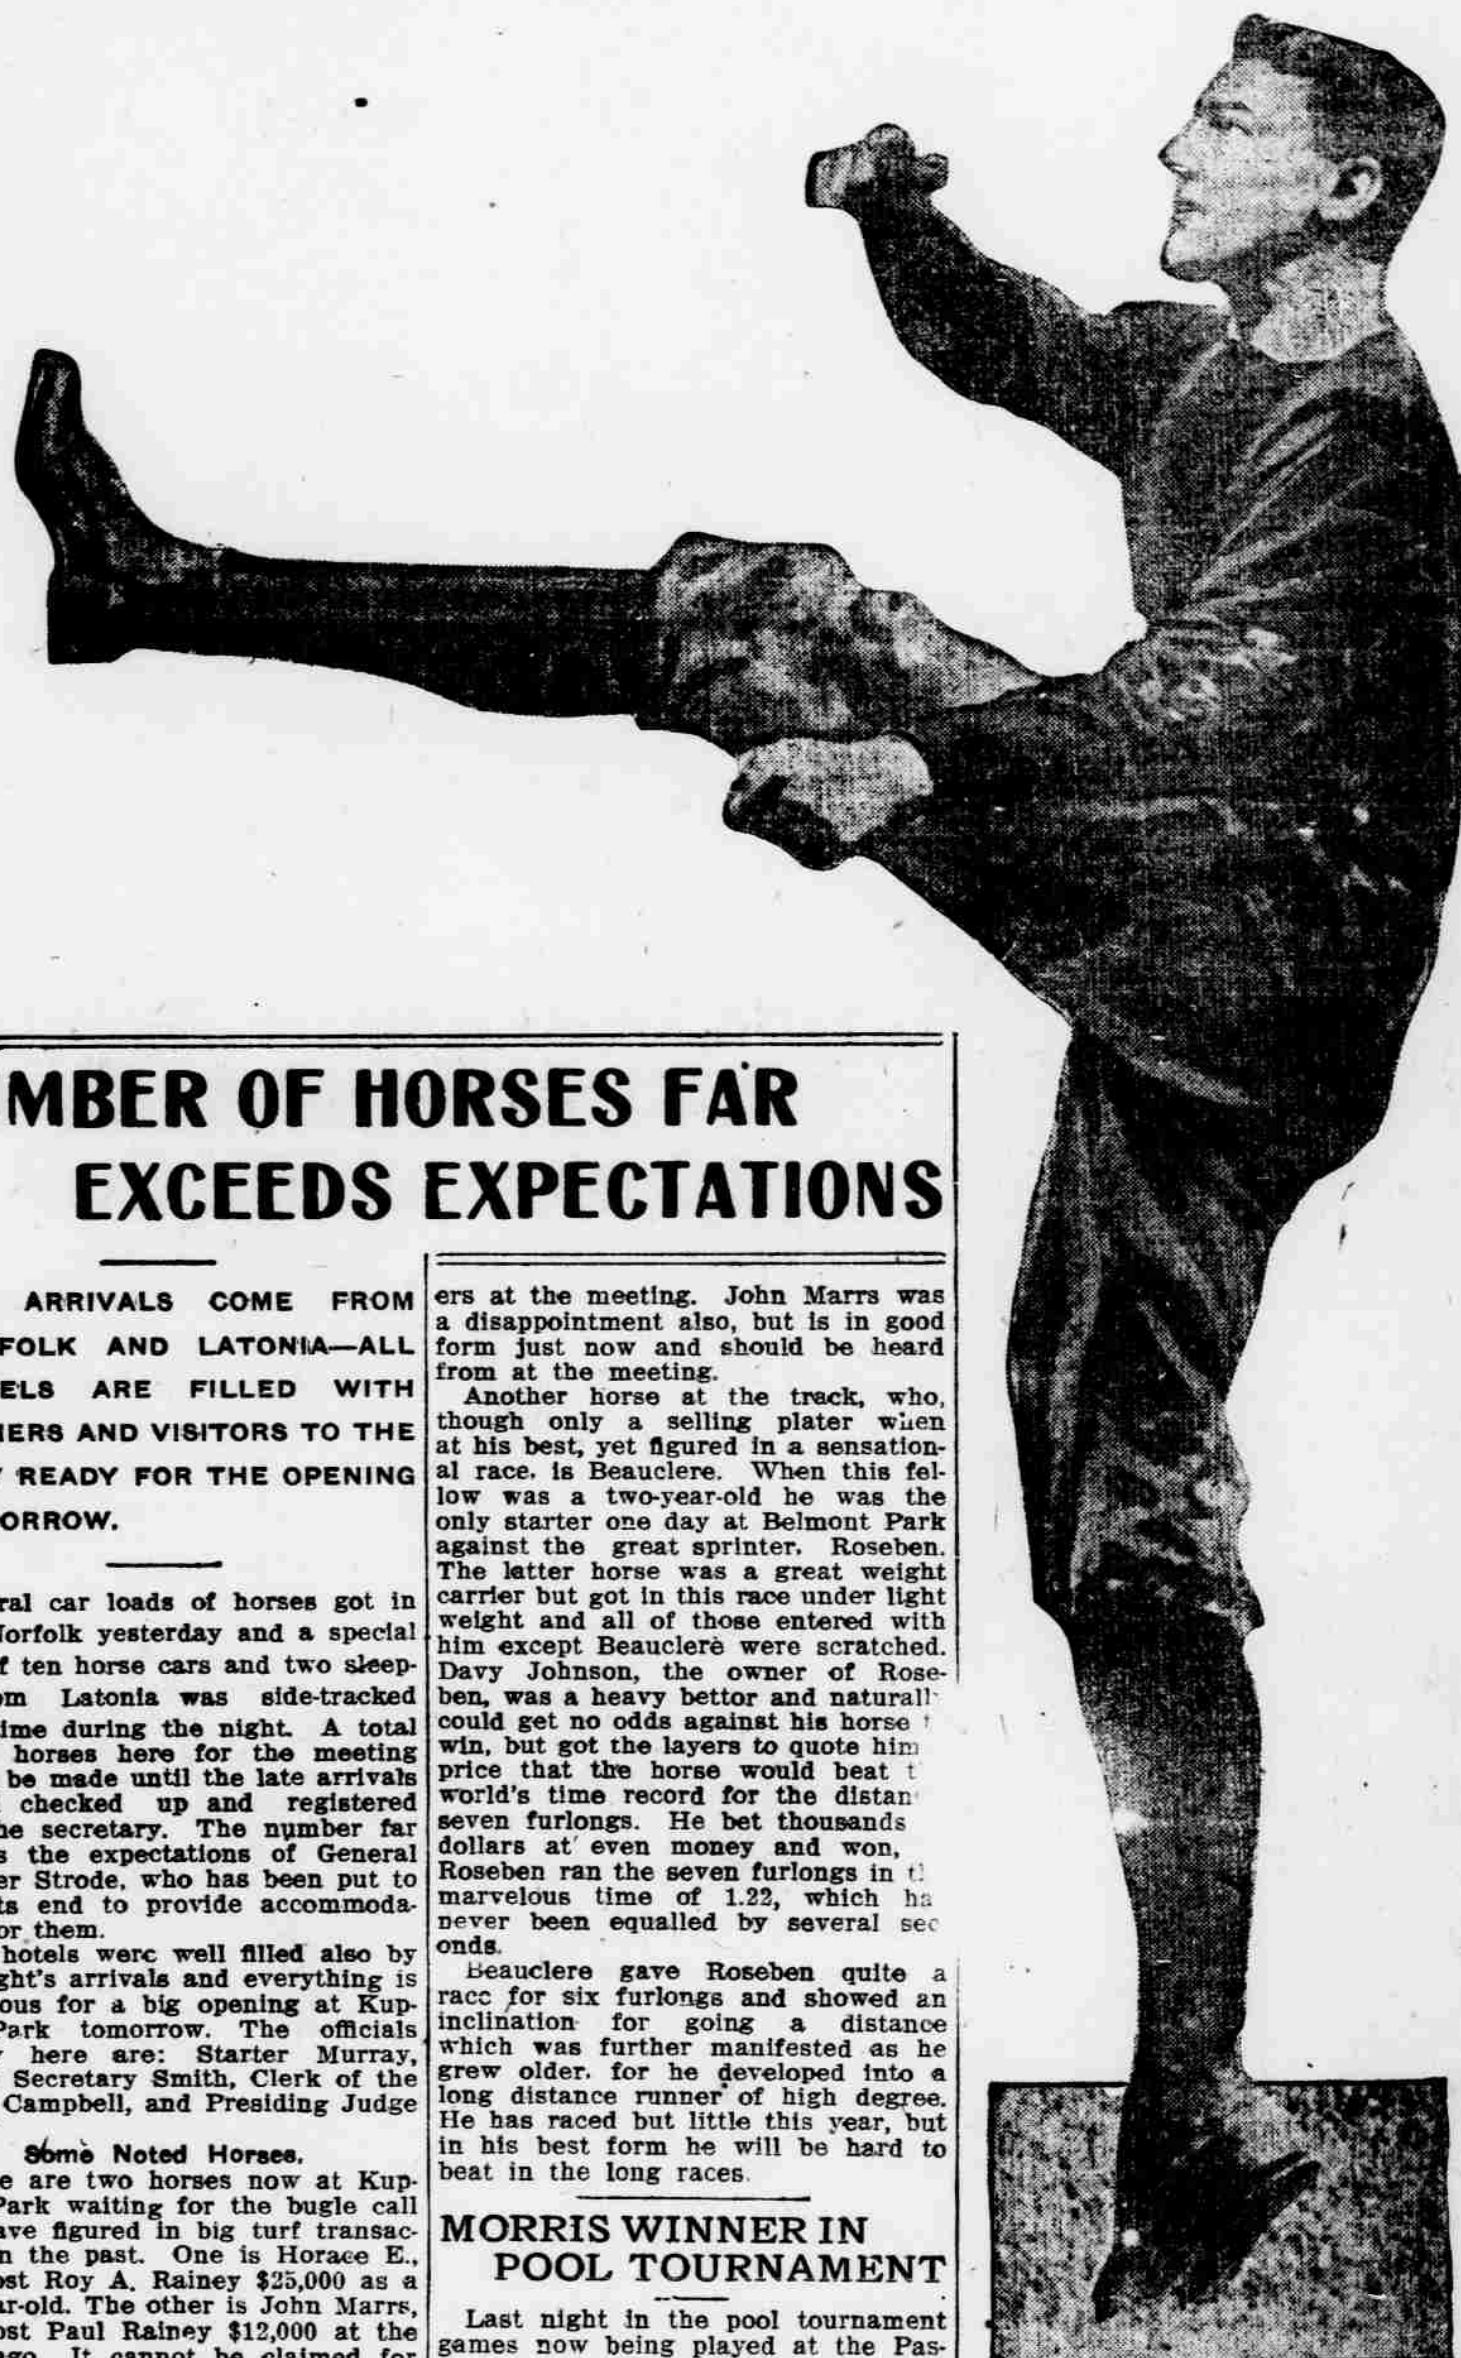 MBER OF HORSES FAR
EXCEEDS EXPECTATIONS
ARRIVALS COME FROM
FOLK AND LATONIA—ALL
ELS ARE FILLED WITH
ERS AND VISITORS TO THE
READY FOR THE OPENING
ORROW.
ral car loads of horses got in
Norfolk yesterday and a special
f ten horse cars and two sleep-
om Latonia was side-tracked
ime during the night. A total
horses here for the meeting
be made until the late arrivals
checked up and registered
he secretary. The number far
s the expectations of General
er Strode, who has been put to
ts end to provide accommoda-
or them.
hotels were well filled also by
ght's arrivals and everything is
ous for a big opening at Kup-
Park tomorrow. The officials
here are: Starter Murray,
Secretary Smith, Clerk of the
Campbell, and Presiding Judge
Some Noted Horses.
e are two horses now at Kup-
Park waiting for the bugle call
ave figured in big turf transac-
n the past. One is Horace E.,
ost Roy A. Rainey $25,000 as a
ar-old. The other is John Marrs,
ost Paul Rainey $12,000 at the
ago. It cannot be claimed for
ers at the meeting. John Marrs was
a disappointment also, but is in good
form just now and should be heard
from at the meeting.
Another horse at the track, who,
though only a selling plater when
at his best, yet figured in a sensation-
al race, is Beauclere. When this fel-
low was a two-year-old he was the
only starter one day at Belmont Park
against the great sprinter, Roseben.
The latter horse was a great weight
carrier but got in this race under light
weight and all of those entered with
him except Beauclere were scratched.
Davy Johnson, the owner of Rose-
ben, was a heavy bettor and naturall
could get no odds against his horse t
win, but got the layers to quote him
price that the horse would beat t
world's time record for the distan
seven furlongs. He bet thousands
dollars at even money and won,
Roseben ran the seven furlongs in t
marvelous time of 1.22, which ha
never been equalled by several sec
onds.
Beauclere gave Roseben quite a
race for six furlongs and showed an
inclination for going a distance
which was further manifested as he
grew older, for he developed into a
long distance runner of high degree.
He has raced but little this year, but
in his best form he will be hard to
beat in the long races.
MORRIS WINNER IN
POOL TOURNAMENT
Last night in the pool tournament
games now being played at the Pas-